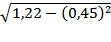 √1,22 − (0,45)²